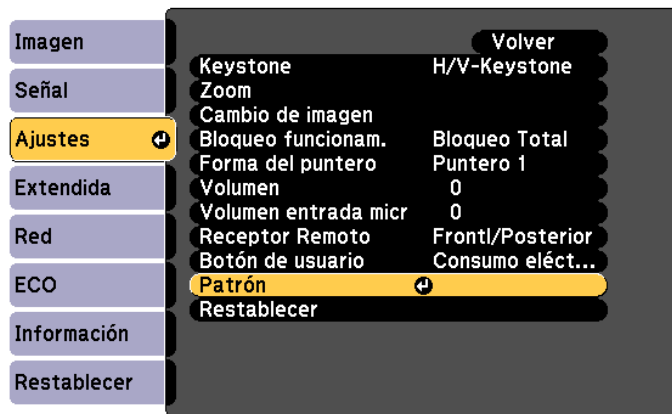 Imagen
Señal
Ajustes
Extendida
Red
ECO
Información
Restablecer
Volver
Keystone H/V-Keystone
Zoom
Cambio de imagen
Bloqueo funcionam. Bloqueo Total
Forma del puntero Puntero 1
Volumen 0
Volumen entrada micr 0
Receptor Remoto Frontl/Posterior
Botón de usuario Consumo eléct...
Patrón
Restablecer